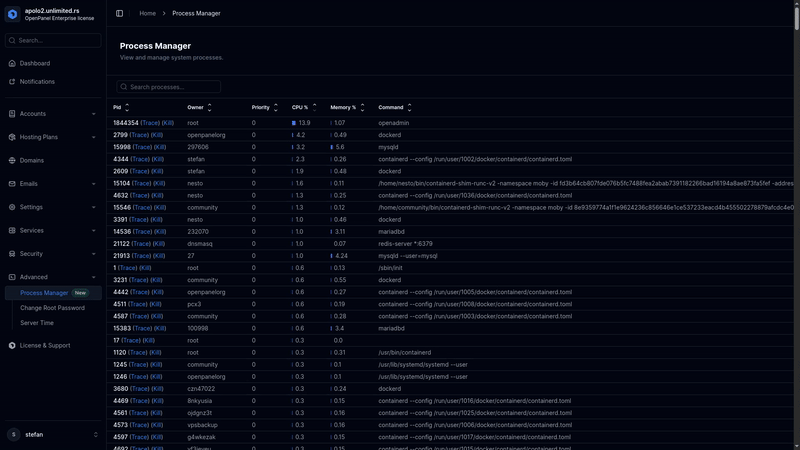 apolo2.unlimited.rs
OpenPanel Enterprise license
Search...
Dashboard
Notifications
Accounts
Hosting Plans
Domains
Emails
Settings
Services
Security
Advanced
Process Manager New
Change Root Password
Server Time
License & Support
S stefan
Home > Process Manager
Process Manager
View and manage system processes.
Search processes...
Pid Owner Priority CPU % Memory % Command
1844354 (Trace) (Kill) root 0 13.9 1.07 openadmin
2799 (Trace) (Kill) openpanelorg 0 4.2 0.49 dockerd
15998 (Trace) (Kill) 297606 0 3.2 5.6 mysqld
4344 (Trace) (Kill) stefan 0 2.3 0.26 containerd --config /run/user/1002/docker/containerd/containerd.toml
2609 (Trace) (Kill) stefan 0 1.9 0.48 dockerd
15104 (Trace) (Kill) nesto 0 1.6 0.11 /home/nesto/bin/containerd-shim-runc-v2 -namespace moby -id
4632 (Trace) (Kill) nesto 0 1.3 0.25 containerd --config /run/user/1036/docker/containerd/containerd.toml
15546 (Trace) (Kill) community 0 1.3 0.12 /home/community/bin/containerd-shim-runc-v2 -namespace moby -id
3391 (Trace) (Kill) nesto 0 1.0 0.46 dockerd
14536 (Trace) (Kill) 232070 0 1.0 3.11 mariadbd
21122 (Trace) (Kill) dnsmasq 0 1.0 0.07 redis-server *:6379
21913 (Trace) (Kill) 27 0 1.0 4.24 mysqld --user=mysql
1 (Trace) (Kill) root 0 0.6 0.13 /sbin/init
3231 (Trace) (Kill) community 0 0.6 0.55 dockerd
4442 (Trace) (Kill) openpanelorg 0 0.6 0.27 containerd --config /run/user/1005/docker/containerd/containerd.toml
4511 (Trace) (Kill) pcx3 0 0.6 0.19 containerd --config /run/user/1008/docker/containerd/containerd.toml
4587 (Trace) (Kill) community 0 0.6 0.28 containerd --config /run/user/1003/docker/containerd/containerd.toml
15383 (Trace) (Kill) 100998 0 0.6 3.4 mariadbd
17 (Trace) (Kill) root 0 0.3 0.0
1120 (Trace) (Kill) root 0 0.3 0.31 /usr/bin/containerd
1245 (Trace) (Kill) community 0 0.3 0.1 /usr/lib/systemd/systemd --user
1246 (Trace) (Kill) openpanelorg 0 0.3 0.1 /usr/lib/systemd/systemd --user
3680 (Trace) (Kill) czn47022 0 0.3 0.24 dockerd
4469 (Trace) (Kill) 8nkyusia 0 0.3 0.15 containerd --config /run/user/1016/docker/containerd/containerd.toml
4561 (Trace) (Kill) ojdgnz3t 0 0.3 0.16 containerd --config /run/user/1025/docker/containerd/containerd.toml
4573 (Trace) (Kill) vpsbackup 0 0.3 0.16 containerd --config /run/user/1006/docker/containerd/containerd.toml
4597 (Trace) (Kill) g4wkezak 0 0.3 0.15 containerd --config /run/user/1017/docker/containerd/containerd.toml